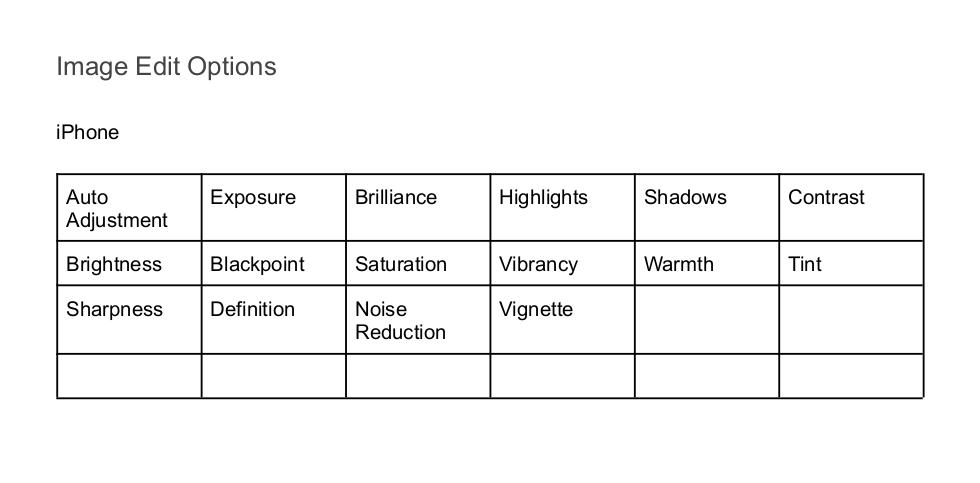 Image Edit Options
iPhone
Auto Adjustment Exposure Brilliance Highlights Shadows Contrast
Brightness Blackpoint Saturation Vibrancy Warmth Tint
Sharpness Definition Noise Reduction Vignette